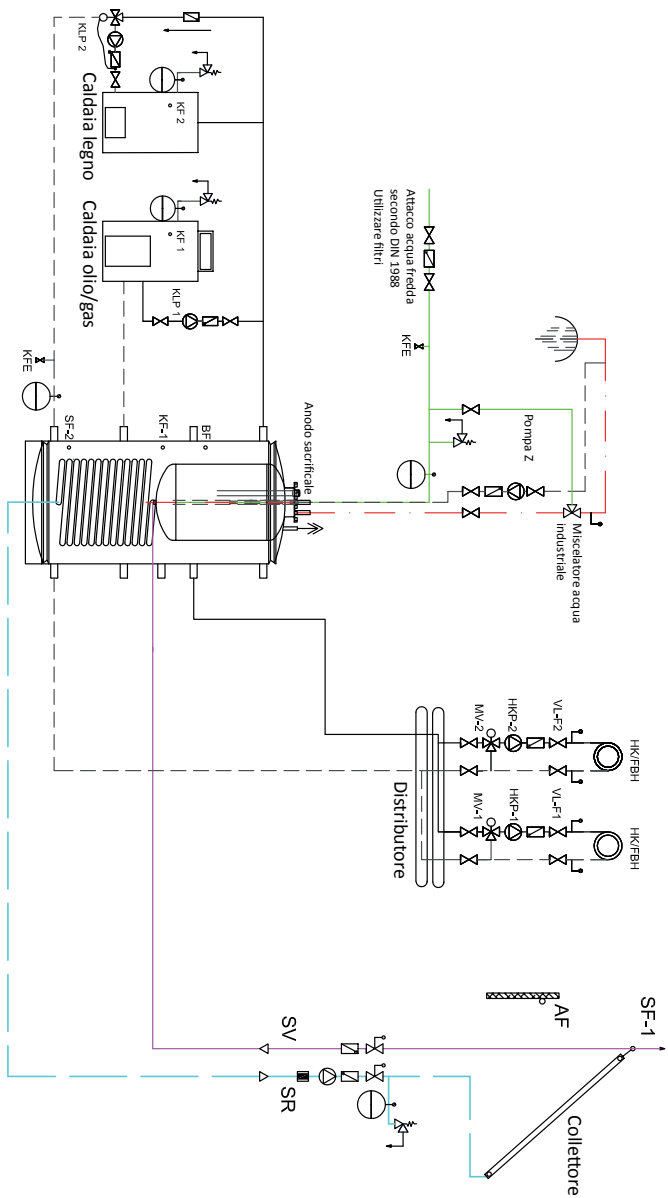 SF-1
AF
Collettore
SV
SR
HK/FBH
HK/FBH
VL-F2
VL-F1
HKP-2
HKP-1
MV-2
MV-1
Distributore
Miscelatore acqua
industriale
Pompa Z
Attacco acqua fredda
secondo DIN 1988
Utilizzare filtri
KFE
Anodo sacrificale
BF
KF-1
SF-2
KLP 2
KF 2
Caldaia legno
KF 1
Caldaia olio/gas
KLP 1
KFE